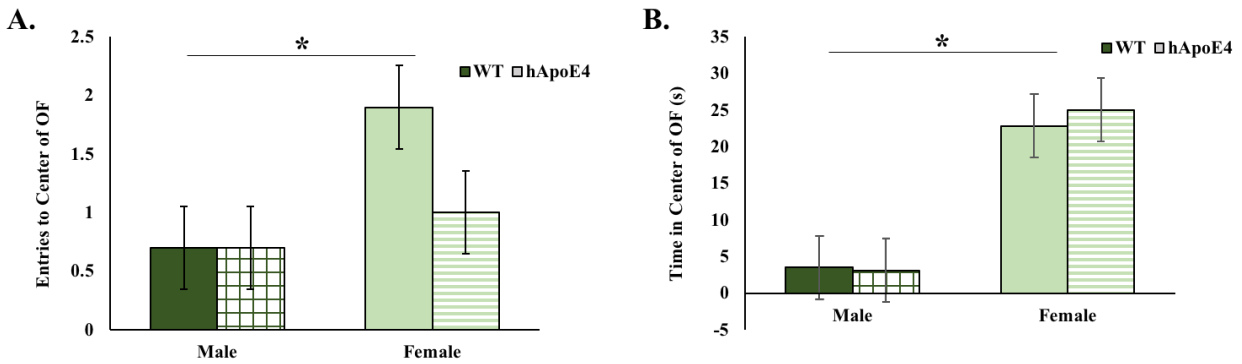 A.
Entries to Center of OF
2.5
2
1.5
1
0.5
0
*
WT hApoE4
Male Female
B.
Time in Center of OF (s)
35
30
25
20
15
10
5
0
-5
*
WT hApoE4
Male Female